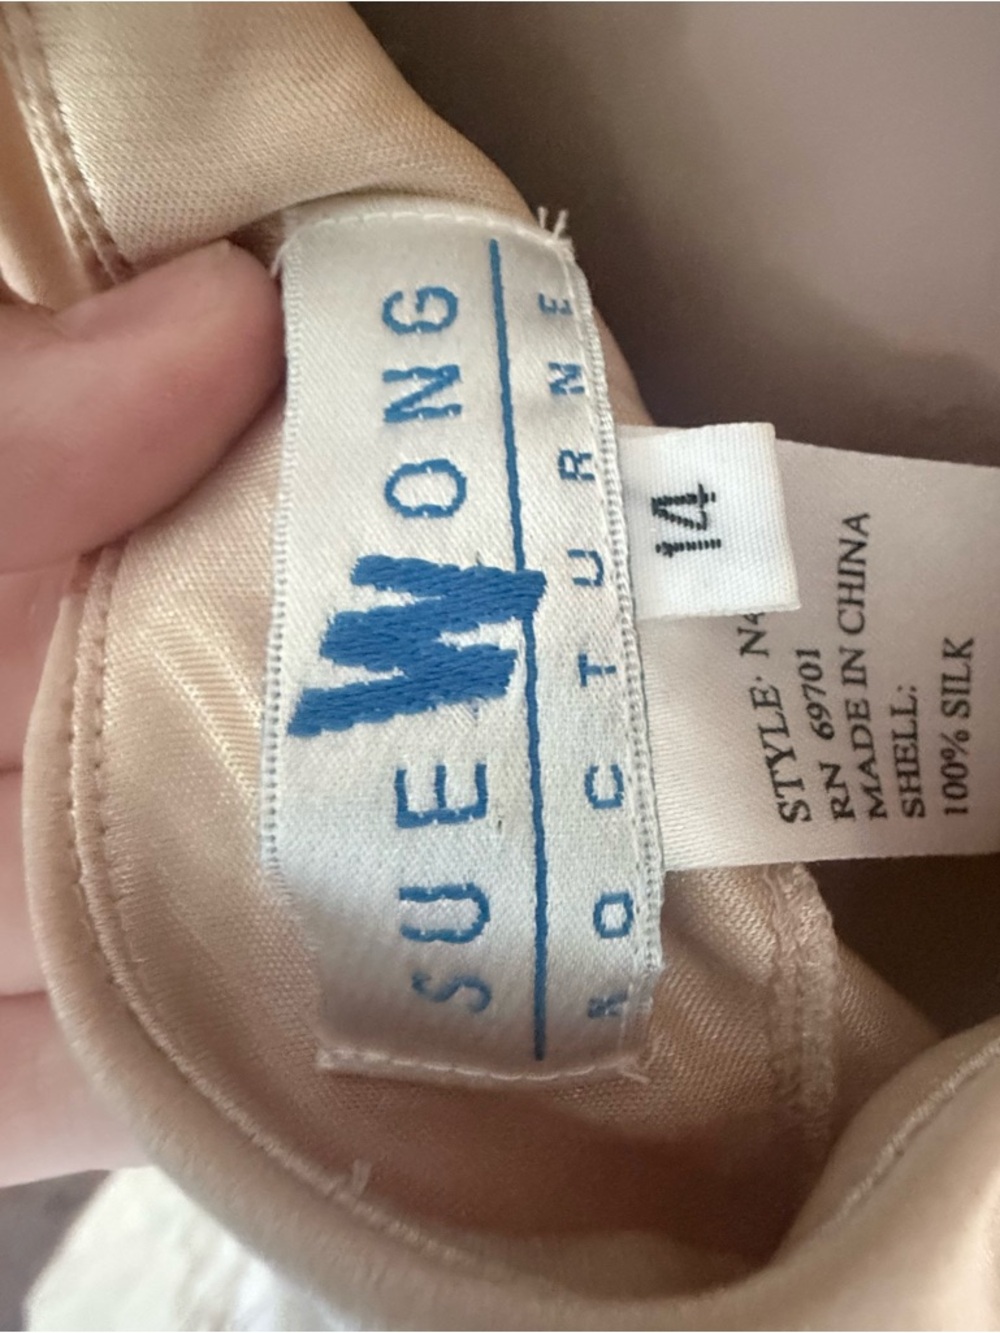 SUE WONG
NOCTURNE
14
STYLE: N4
RN 69701
MADE IN CHINA
SHELL:
100% SILK